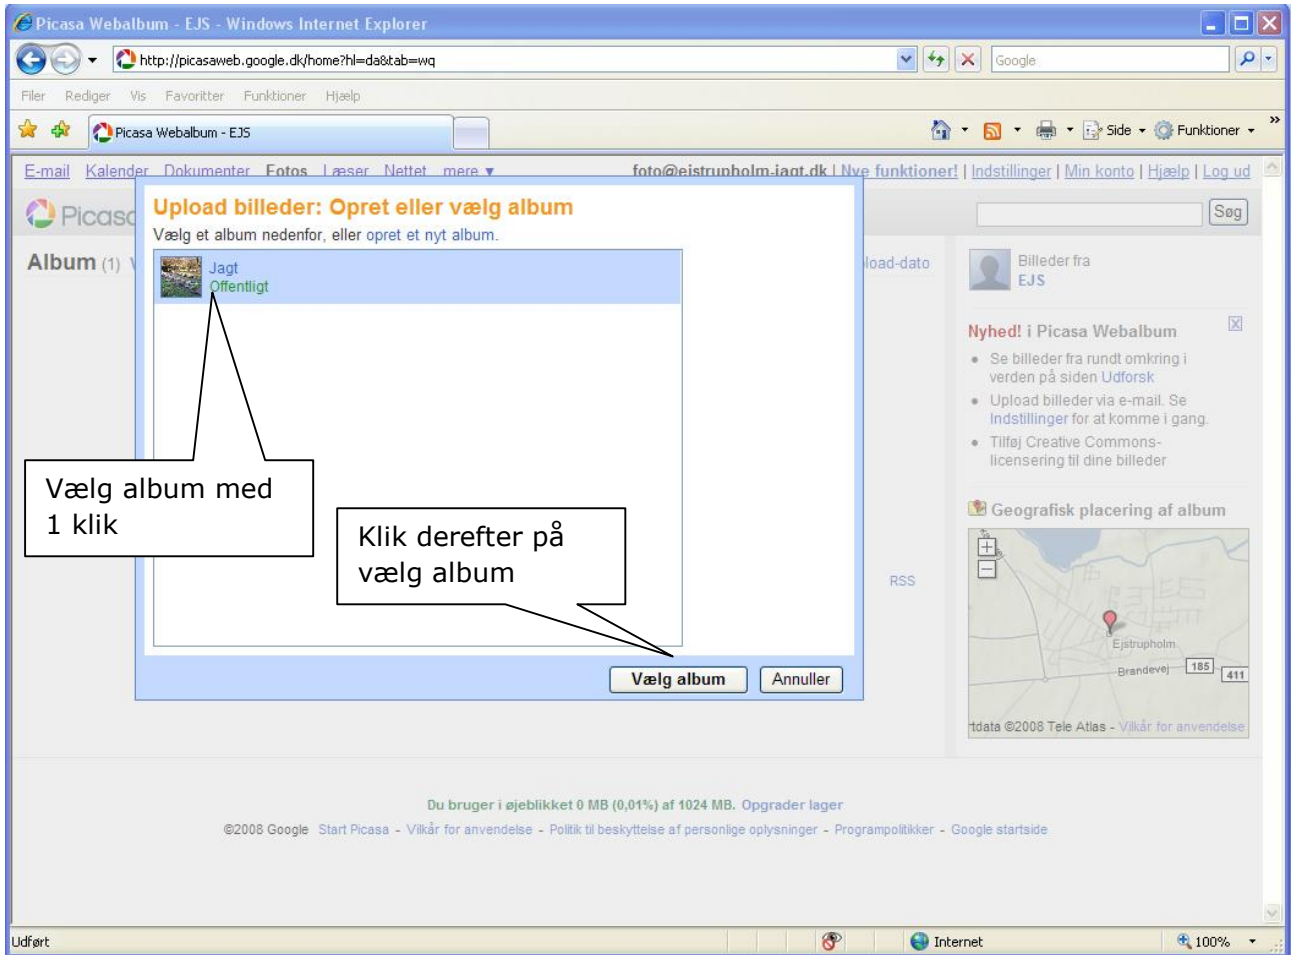 Picasa Webalbum - EJS - Windows Internet Explorer
http://picasaweb.google.dk/home?hl=da&tab=wq
Google
Filer Rediger Vis Favoritter Funktioner Hjælp
Picasa Webalbum - EJS
Side Funktioner
E-mail Kalender Dokumenter Fotos Læser Nettet mere ▼ foto@ejstrupholm-jagt.dk | Nye funktioner! | Indstillinger | Min konto | Hjælp | Log ud
Picasa
Søg
Upload billeder: Opret eller vælg album
Vælg et album nedenfor, eller opret et nyt album.
Album (1)
Jagt
Offentligt
load-dato
Billeder fra
EJS
Nyhed! i Picasa Webalbum
• Se billeder fra rundt omkring i
verden på siden Udforsk
• Upload billeder via e-mail. Se
Indstillinger for at komme i gang.
• Tilføj Creative Commons-
licensering til dine billeder
Vælg album med
1 klik
Klik derefter på
vælg album
Geografisk placering af album
RSS
Ejstrupholm
Brandevej
185
411
Vælg album Annuller
tdata ©2008 Tele Atlas - Vilkår for anvendelse
Du bruger i øjeblikket 0 MB (0,01%) af 1024 MB. Opgrader lager
©2008 Google Start Picasa - Vilkår for anvendelse - Politik til beskyttelse af personlige oplysninger - Programpolitikker - Google startside
Udført
Internet
100%